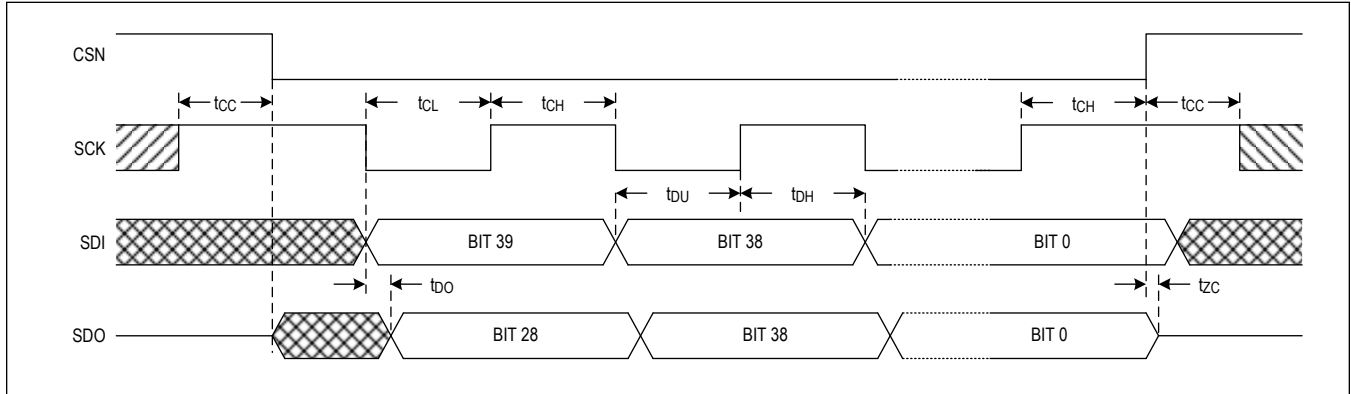 CSN
tCC tCL tCH tCH tCC
SCK
tDU tDH
SDI BIT 39 BIT 38 BIT 0
tDO tZC
SDO BIT 28 BIT 38 BIT 0